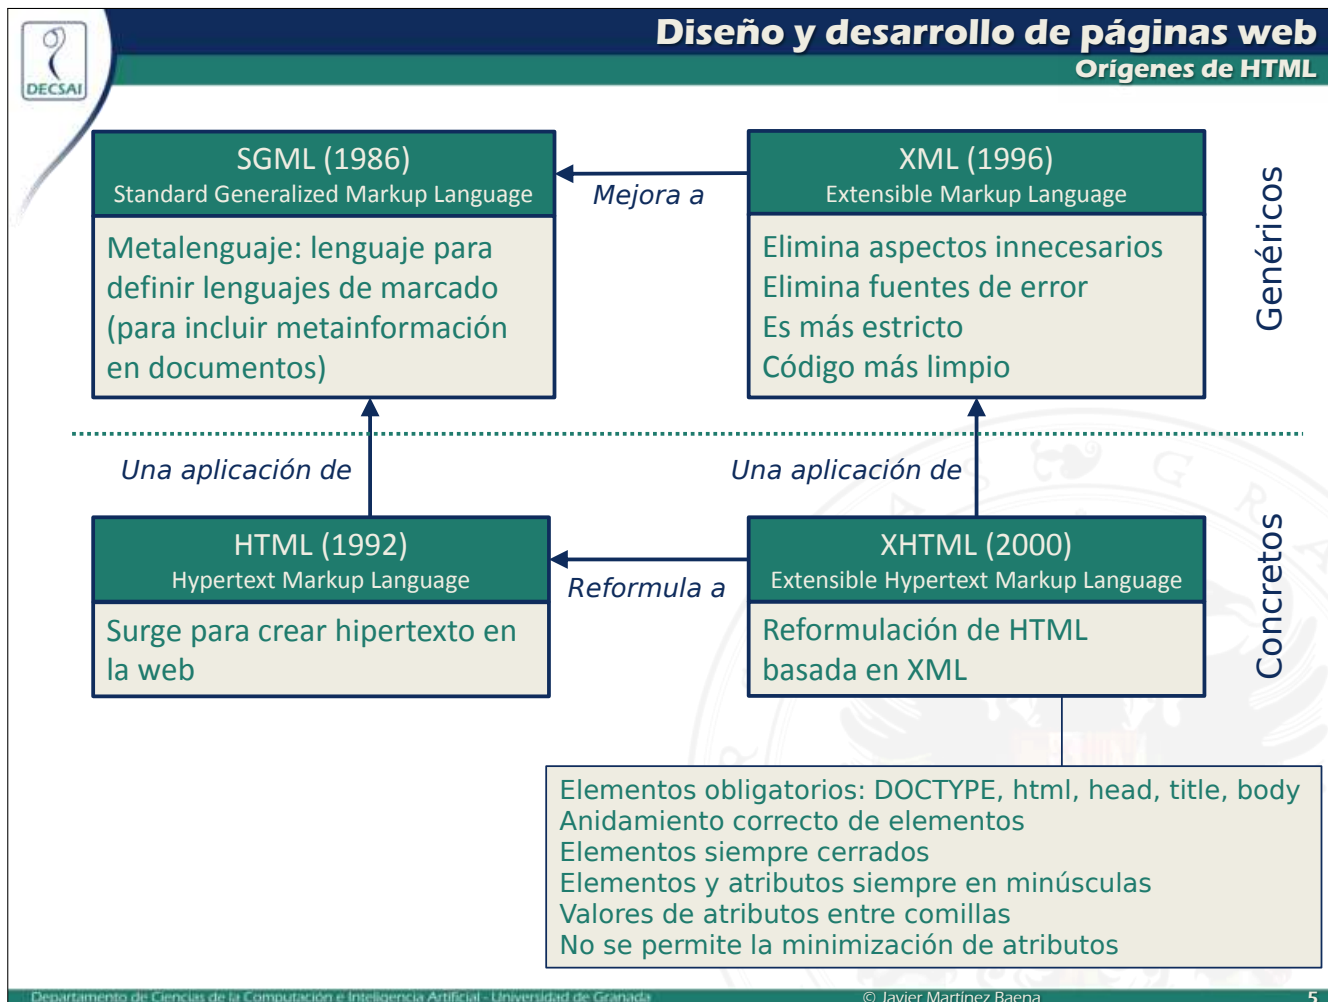 Diseño y desarrollo de páginas web
Orígenes de HTML
DECSAI
SGML (1986)
Standard Generalized Markup Language
Metalenguaje: lenguaje para
definir lenguajes de marcado
(para incluir metainformación
en documentos)
Mejora a
XML (1996)
Extensible Markup Language
Elimina aspectos innecesarios
Elimina fuentes de error
Es más estricto
Código más limpio
Genéricos
Una aplicación de
Una aplicación de
HTML (1992)
Hypertext Markup Language
Surge para crear hipertexto en
la web
Reformula a
XHTML (2000)
Extensible Hypertext Markup Language
Reformulación de HTML
basada en XML
Concretos
Elementos obligatorios: DOCTYPE, html, head, title, body
Anidamiento correcto de elementos
Elementos siempre cerrados
Elementos y atributos siempre en minúsculas
Valores de atributos entre comillas
No se permite la minimización de atributos
Departamento de Ciencias de la Computación e Inteligencia Artificial - Universidad de Granada
© Javier Martínez Baena
5